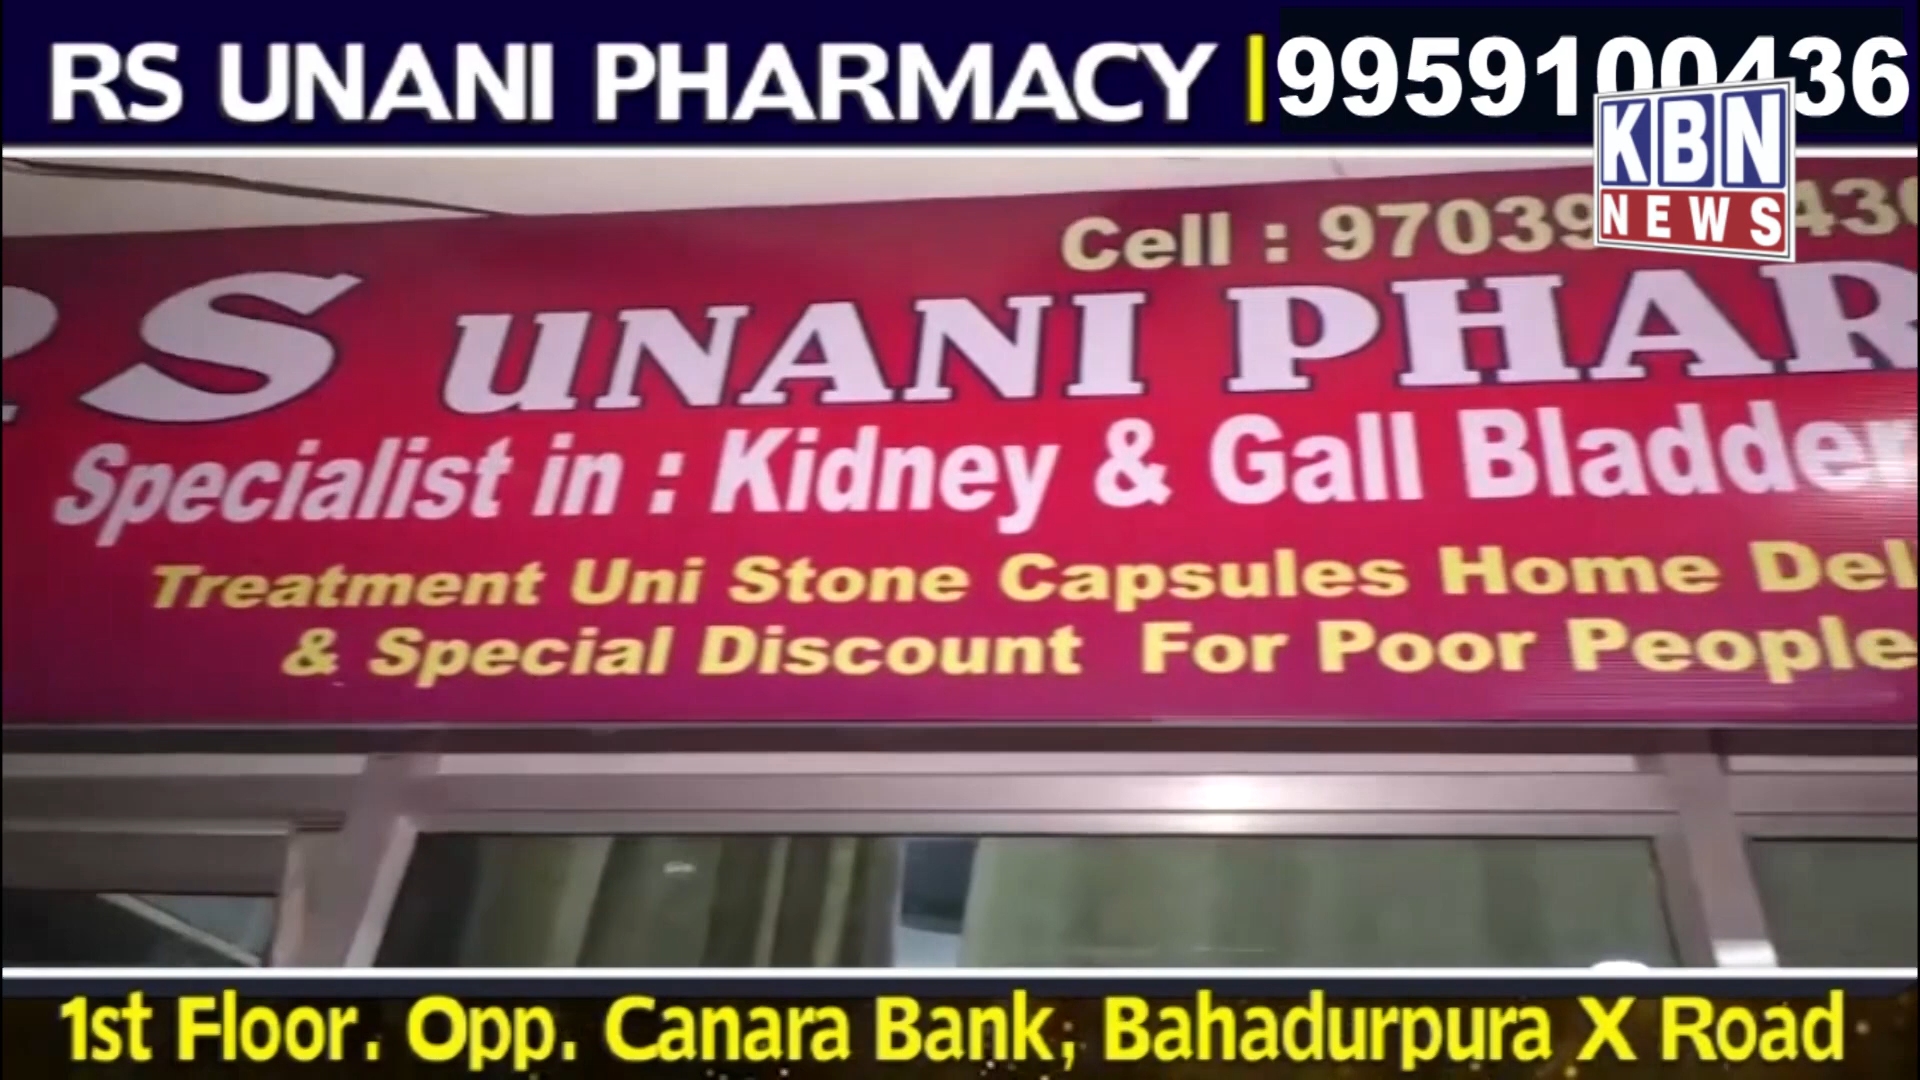 RS UNANI PHARMACY | 9959100436
KBN
NEWS
Cell : 97039
S UNANI PHAR
Specialist in : Kidney & Gall Bladder
Treatment Uni Stone Capsules Home Del
& Special Discount For Poor People
1st Floor. Opp. Canara Bank, Bahadurpura X Road